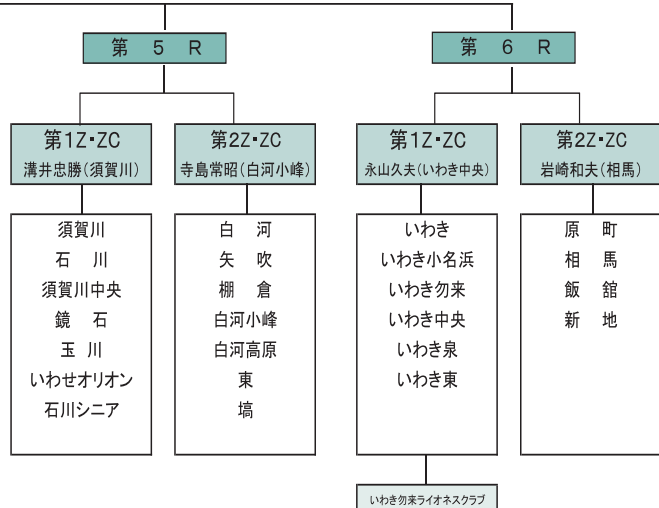 第 5 R
第 6 R
第1Z・ZC
溝井忠勝(須賀川)
第2Z・ZC
寺島常昭(白河小峰)
第1Z・ZC
永山久夫(いわき中央)
第2Z・ZC
岩崎和夫(相馬)
須賀川
石 川
須賀川中央
鏡 石
玉 川
いわせオリオン
石川シニア
白 河
矢 吹
棚 倉
白河小峰
白河高原
東
塙
いわき
いわき小名浜
いわき勿来
いわき中央
いわき泉
いわき東
原 町
相 馬
飯 舘
新 地
いわき勿来ライオネスクラブ